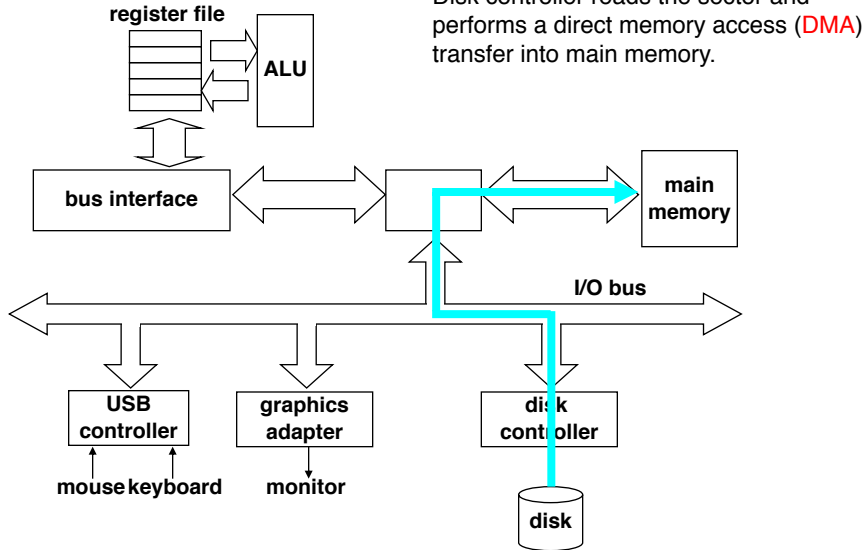 Disk controller reads the sector and
performs a direct memory access (DMA)
transfer into main memory.
register file
ALU
bus interface
main
memory
I/O bus
USB
controller
graphics
adapter
disk
controller
mouse keyboard
monitor
disk